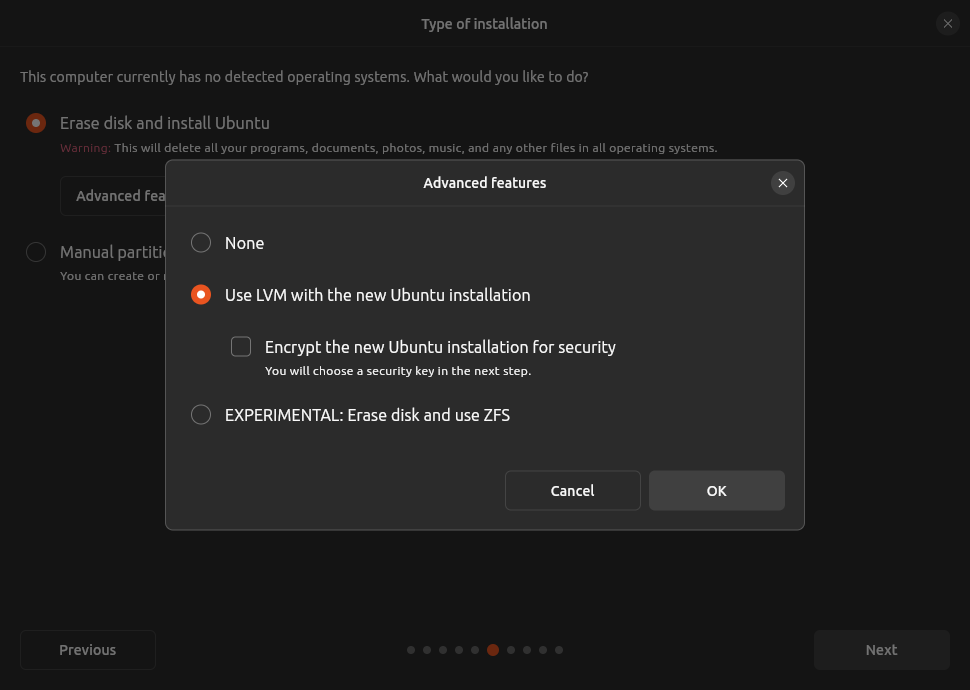 Type of installation
This computer currently has no detected operating systems. What would you like to do?
Erase disk and install Ubuntu
Warning: This will delete all your programs, documents, photos, music, and any other files in all operating systems.
Advanced fea
Advanced features
None
Manual partiti
You can create or
Use LVM with the new Ubuntu installation
Encrypt the new Ubuntu installation for security
You will choose a security key in the next step.
EXPERIMENTAL: Erase disk and use ZFS
Cancel
OK
Previous
Next